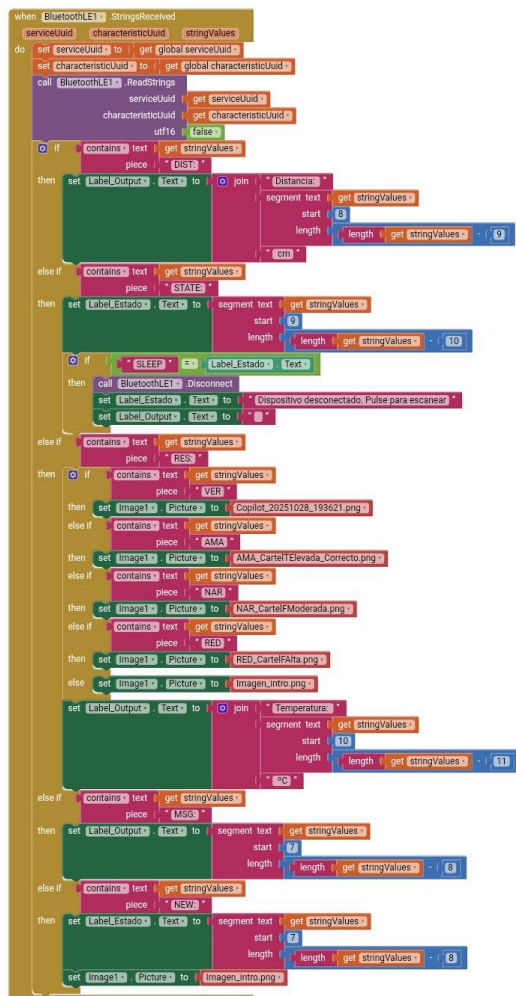 when BluetoothLE1 .StringsReceived
serviceUuid characteristicUuid stringValues
do set serviceUuid to get global serviceUuid
set characteristicUuid to get global characteristicUuid
call BluetoothLE1 .ReadStrings
serviceUuid get serviceUuid
characteristicUuid get characteristicUuid
utf16 false
if contains text get stringValues
piece " DIST: "
then set Label_Output . Text to join " Distancia: "
segment text get stringValues
start 8
length length get stringValues - 9
" cm "
else if contains text get stringValues
piece " STATE: "
then set Label_Estado . Text to segment text get stringValues
start 9
length length get stringValues - 10
if " SLEEP " = Label_Estado . Text
then call BluetoothLE1 .Disconnect
set Label_Estado . Text to " Dispositivo desconectado. Pulse para escanear "
set Label_Output . Text to " "
else if contains text get stringValues
piece " RES: "
then if contains text get stringValues
piece " VER "
then set Image1 . Picture to Copilot_20251028_193621.png
else if contains text get stringValues
piece " AMA "
then set Image1 . Picture to AMA_CartelTElevada_Correcto.png
else if contains text get stringValues
piece " NAR "
then set Image1 . Picture to NAR_CartelFModerada.png
else if contains text get stringValues
piece " RED "
then set Image1 . Picture to RED_CartelFAlta.png
else set Image1 . Picture to Imagen_intro.png
set Label_Output . Text to join " Temperatura: "
segment text get stringValues
start 10
length length get stringValues - 11
" ºC "
else if contains text get stringValues
piece " MSG: "
then set Label_Output . Text to segment text get stringValues
start 7
length length get stringValues - 8
else if contains text get stringValues
piece " NEW: "
then set Label_Estado . Text to segment text get stringValues
start 7
length length get stringValues - 8
set Image1 . Picture to Imagen_intro.png